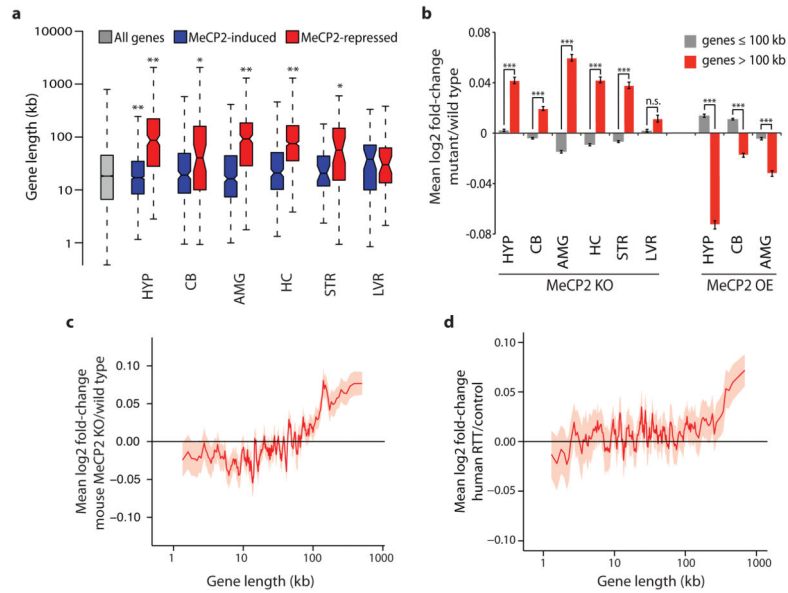 a
All genes
MeCP2-induced
MeCP2-repressed
10000
1000
100
10
1
Gene length (kb)
**
**
*
**
**
*
HYP
CB
AMG
HC
STR
LVR
b
genes ≤ 100 kb
genes > 100 kb
0.08
0.04
0
-0.04
-0.08
Mean log2 fold-change
mutant/wild type
***
***
***
***
***
n.s.
***
***
***
HYP
CB
AMG
HC
STR
LVR
HYP
CB
AMG
MeCP2 KO
MeCP2 OE
c
0.10
0.05
0.00
−0.05
−0.10
Mean log2 fold-change
mouse MeCP2 KO/wild type
1
10
100
1000
Gene length (kb)
d
0.10
0.05
0.00
−0.05
−0.10
Mean log2 fold-change
human RTT/control
1
10
100
1000
Gene length (kb)